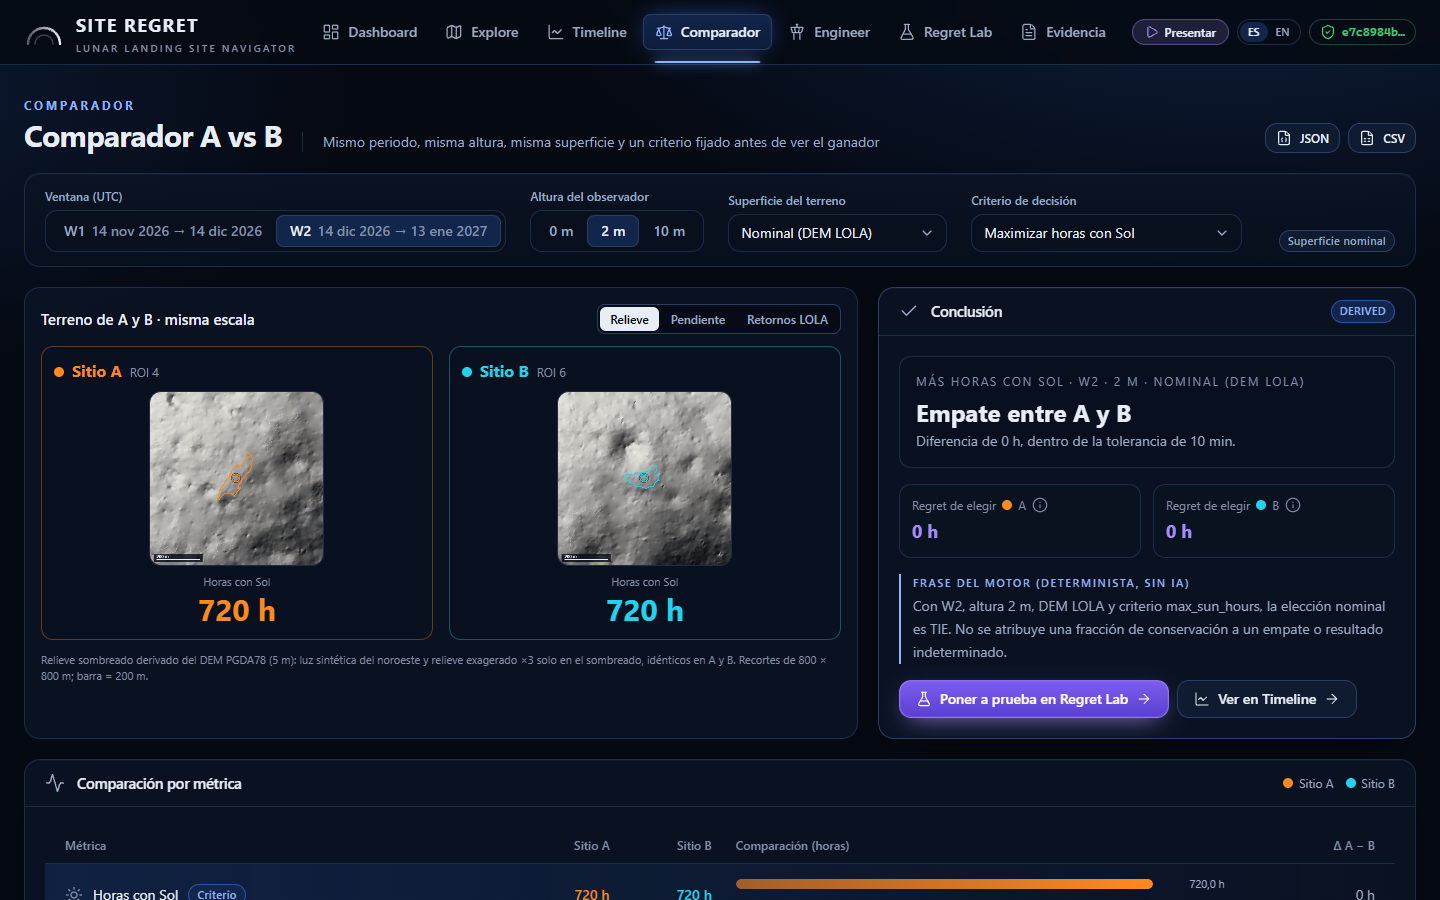 SITE REGRET
LUNAR LANDING SITE NAVIGATOR
Dashboard
Explore
Timeline
Comparador
Engineer
Regret Lab
Evidencia
Presentar
ES
EN
e7c8984b…
COMPARADOR
Comparador A vs B
Mismo periodo, misma altura, misma superficie y un criterio fijado antes de ver el ganador
JSON
CSV
Ventana (UTC)
W1 14 nov 2026 → 14 dic 2026
W2 14 dic 2026 → 13 ene 2027
Altura del observador
0 m
2 m
10 m
Superficie del terreno
Nominal (DEM LOLA)
Criterio de decisión
Maximizar horas con Sol
Superficie nominal
Terreno de A y B · misma escala
Relieve
Pendiente
Retornos LOLA
Sitio A ROI 4
Horas con Sol
720 h
Sitio B ROI 6
Horas con Sol
720 h
Relieve sombreado derivado del DEM PGDA78 (5 m): luz sintética del noroeste y relieve exagerado ×3 solo en el sombreado, idénticos en A y B. Recortes de 800 ×
800 m; barra = 200 m.
Conclusión
DERIVED
MÁS HORAS CON SOL · W2 · 2 M · NOMINAL (DEM LOLA)
Empate entre A y B
Diferencia de 0 h, dentro de la tolerancia de 10 min.
Regret de elegir A
0 h
Regret de elegir B
0 h
FRASE DEL MOTOR (DETERMINISTA, SIN IA)
Con W2, altura 2 m, DEM LOLA y criterio max_sun_hours, la elección nominal
es TIE. No se atribuye una fracción de conservación a un empate o resultado
indeterminado.
Poner a prueba en Regret Lab →
Ver en Timeline →
Comparación por métrica
Sitio A
Sitio B
Métrica
Sitio A
Sitio B
Comparación (horas)
Δ A − B
Horas con Sol
Criterio
720 h
720 h
720,0 h
0 h